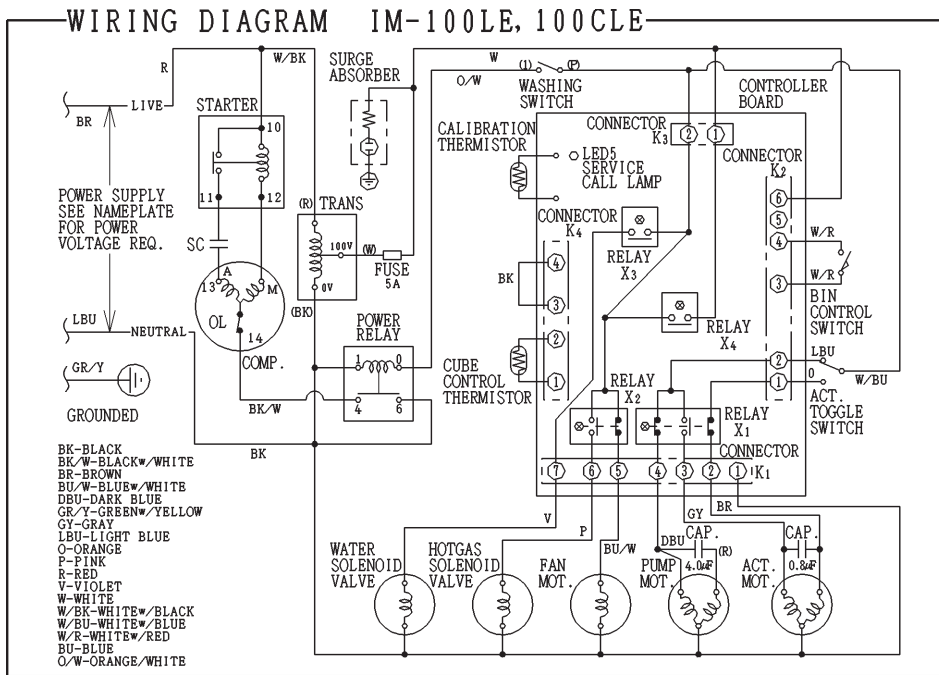 WIRING DIAGRAM IM-100LE, 100CLE
W/BK
R
SURGE
ABSORBER
W
O/W
(1) (P)
WASHING
SWITCH
CONTROLLER
BOARD
LIVE
BR
STARTER
10
11
12
CALIBRATION
THERMISTOR
LED5
SERVICE
CALL LAMP
CONNECTOR
K3
2 1
CONNECTOR
K2
6
5
4
3
2
1
W/R
W/R
BIN
CONTROL
SWITCH
LBU
O
W/BU
ACT.
TOGGLE
SWITCH
POWER SUPPLY
SEE NAMEPLATE
FOR POWER
VOLTAGE REQ.
SC
(R) TRANS
100V
(W)
FUSE
5A
0V
(BK)
CONNECTOR
K4
4
3
2
1
BK
RELAY
X3
RELAY
X4
A
13
M
OL
14
COMP.
LBU
NEUTRAL
GR/Y
GROUNDED
POWER
RELAY
1 0
4 6
BK/W
BK
CUBE
CONTROL
THERMISTOR
RELAY
X2
RELAY
X1
CONNECTOR
K1
7 6 5 4 3 2 1
BK-BLACK
BK/W-BLACKw/WHITE
BR-BROWN
BU/W-BLUEw/WHITE
DBU-DARK BLUE
GR/Y-GREENw/YELLOW
GY-GRAY
LBU-LIGHT BLUE
O-ORANGE
P-PINK
R-RED
V-VIOLET
W-WHITE
W/BK-WHITEw/BLACK
W/BU-WHITEw/BLUE
W/R-WHITEw/RED
BU-BLUE
O/W-ORANGE/WHITE
V
P
BU/W
DBU
GY
BR
CAP.
(R)
4.0μF
CAP.
0.8μF
WATER
SOLENOID
VALVE
HOTGAS
SOLENOID
VALVE
FAN
MOT.
PUMP
MOT.
ACT.
MOT.